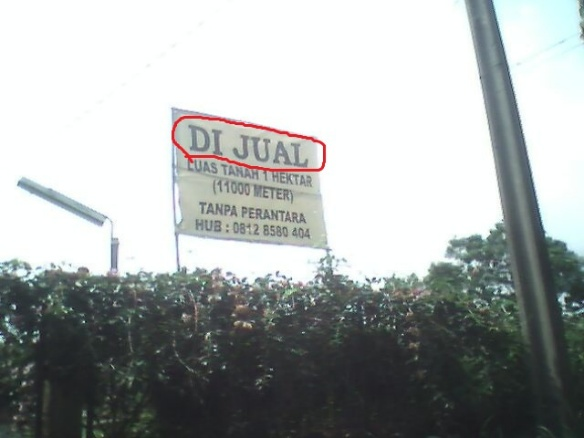 DI JUAL
LUAS TANAH 1 HEKTAR
(11000 METER)
TANPA PERANTARA
HUB : 0812 8580 404